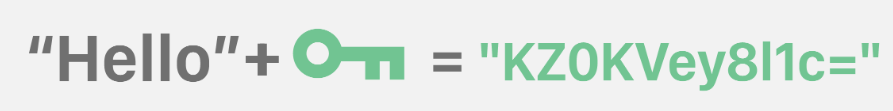 “Hello”+ = "KZ0KVey8l1c="